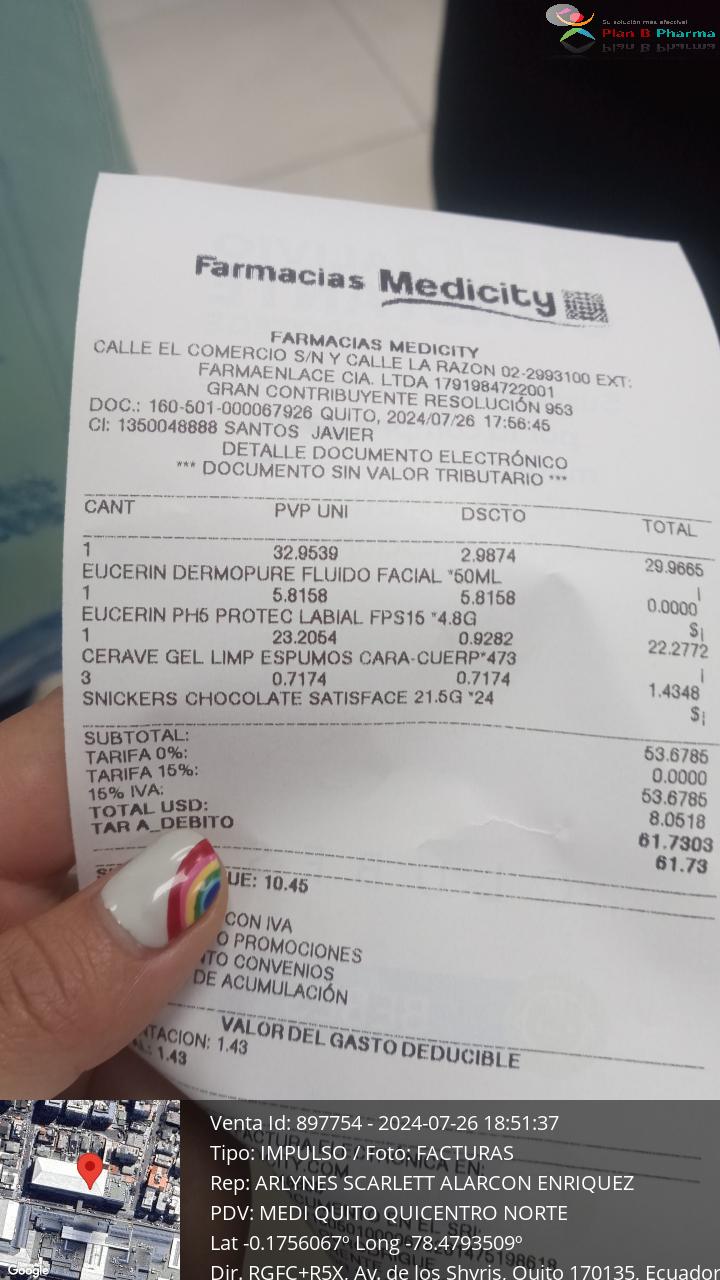 Su solución mas efectiva!
Plan B Pharma
Farmacias Medicity
FARMACIAS MEDICITY
CALLE EL COMERCIO S/N Y CALLE LA RAZON 02-2993100 EXT:
FARMAENLACE CIA. LTDA 1791984722001
GRAN CONTRIBUYENTE RESOLUCIÓN 953
DOC.: 160-501-000067926 QUITO, 2024/07/26 17:56:45
CI: 1350048888 SANTOS JAVIER
DETALLE DOCUMENTO ELECTRÓNICO
*** DOCUMENTO SIN VALOR TRIBUTARIO ***
CANT PVP UNI DSCTO TOTAL
1 32.9539 2.9874 29.9665
EUCERIN DERMOPURE FLUIDO FACIAL *50ML I
1 5.8158 5.8158 0.0000
EUCERIN PH5 PROTEC LABIAL FPS15 *4.8G $¡
1 23.2054 0.9282 22.2772
CERAVE GEL LIMP ESPUMOS CARA-CUERP*473 I
3 0.7174 0.7174 1.4348
SNICKERS CHOCOLATE SATISFACE 21.5G *24 $¡
SUBTOTAL: 53.6785
TARIFA 0%: 0.0000
TARIFA 15%: 53.6785
15% IVA: 8.0518
TOTAL USD: 61.7303
TAR A_DEBITO 61.73
UE: 10.45
CON IVA
O PROMOCIONES
NTO CONVENIOS
DE ACUMULACIÓN
VALOR DEL GASTO DEDUCIBLE
NTACION: 1.43
1.43
Venta Id: 897754 - 2024-07-26 18:51:37
Tipo: IMPULSO / Foto: FACTURAS
Rep: ARLYNES SCARLETT ALARCON ENRIQUEZ
PDV: MEDI QUITO QUICENTRO NORTE
Lat -0.1756067º Long -78.4793509º
Dir. RGFC+R5X, Av. de los Shyris, Quito 170135, Ecuador
Google